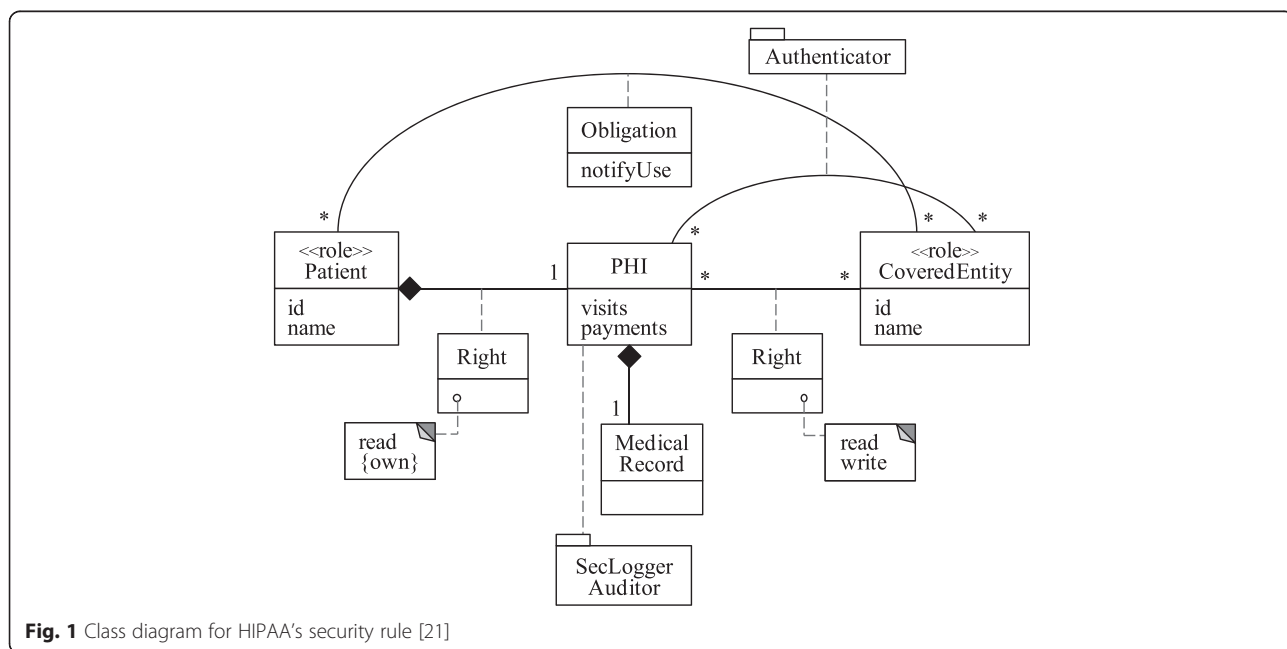 Authenticator
Obligation
notifyUse
*
*
*
<<role>>
Patient
id
name
1
PHI
visits
payments
*
*
*
<<role>>
CoveredEntity
id
name
Right
Right
read
{own}
1
Medical
Record
read
write
SecLogger
Auditor
Fig. 1 Class diagram for HIPAA's security rule [21]